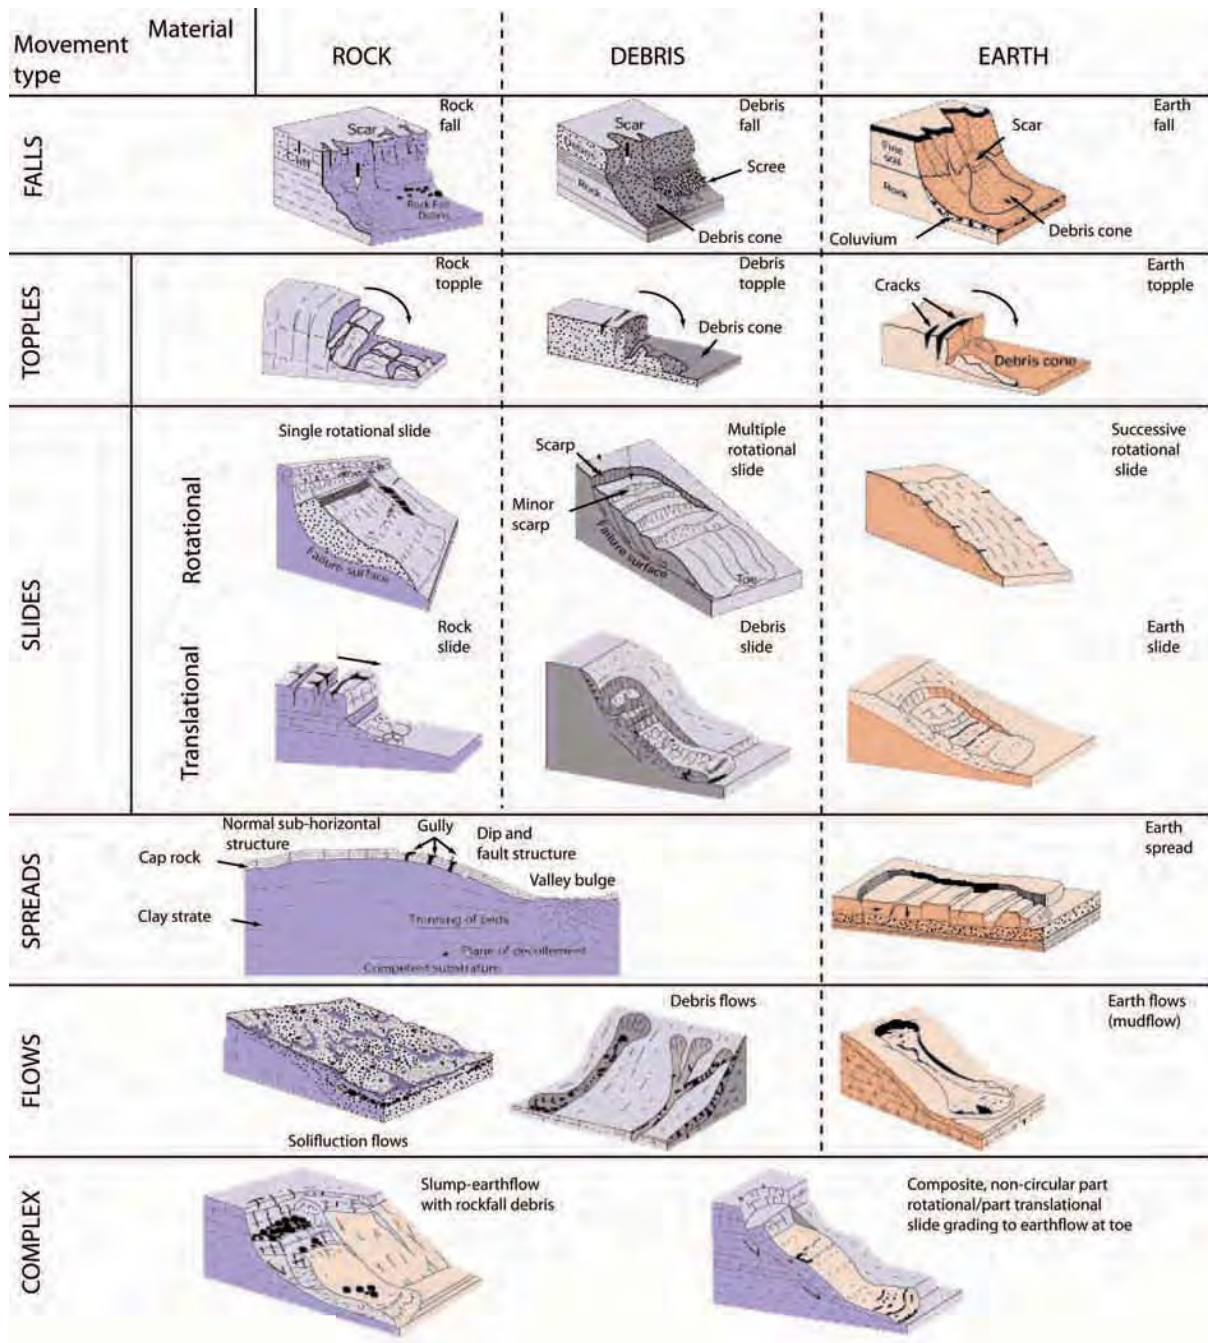 Material
Movement
type
ROCK
DEBRIS
EARTH
FALLS
Rock
fall
Scar
Cliff
Rock Fall
Debris
Debris
fall
Scar
Scree
Rock
Debris cone
Earth
fall
Scar
Fine
soil
Rock
Debris cone
Coluvium
TOPPLES
Rock
topple
Debris
topple
Debris cone
Earth
topple
Cracks
Debris cone
SLIDES
Rotational
Single rotational slide
Failure surface
Multiple
rotational
slide
Scarp
Minor
scarp
Failure surface
Toe
Successive
rotational
slide
Translational
Rock
slide
Debris
slide
Earth
slide
SPREADS
Normal sub-horizontal
structure
Gully
Dip and
fault structure
Cap rock
Valley bulge
Clay strate
Thinning of beds
Plane of decollement
Competent substratum
Earth
spread
FLOWS
Solifluction flows
Debris flows
Earth flows
(mudflow)
COMPLEX
Slump-earthflow
with rockfall debris
Composite, non-circular part
rotational/part translational
slide grading to earthflow at toe